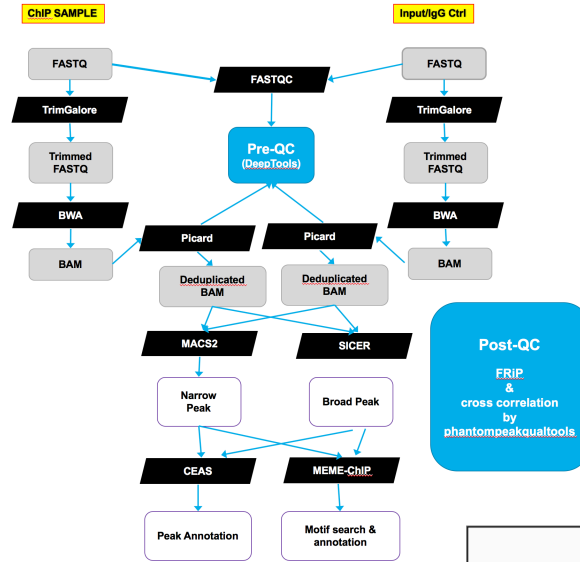 ChIP SAMPLE
Input/IgG Ctrl
FASTQ
FASTQC
FASTQ
TrimGalore
TrimGalore
Trimmed
FASTQ
Pre-QC
(DeepTools)
Trimmed
FASTQ
BWA
BWA
Picard
Picard
BAM
BAM
Deduplicated
BAM
Deduplicated
BAM
MACS2
SICER
Post-QC
FRiP
&
cross correlation
by
phantompeakqualtools
Narrow
Peak
Broad Peak
CEAS
MEME-ChIP
Peak Annotation
Motif search &
annotation